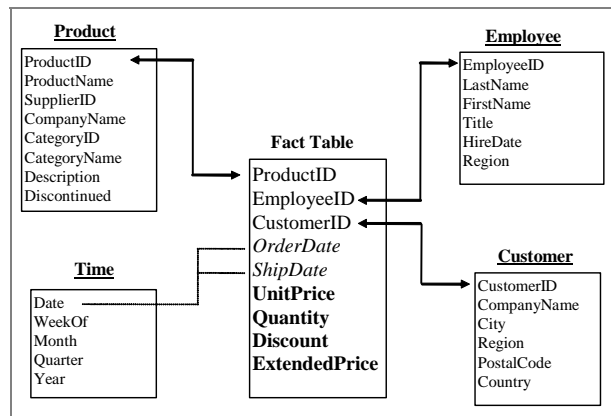 Product
ProductID
ProductName
SupplierID
CompanyName
CategoryID
CategoryName
Description
Discontinued
Employee
EmployeeID
LastName
FirstName
Title
HireDate
Region
Fact Table
ProductID
EmployeeID
CustomerID
OrderDate
ShipDate
UnitPrice
Quantity
Discount
ExtendedPrice
Time
Date
WeekOf
Month
Quarter
Year
Customer
CustomerID
CompanyName
City
Region
PostalCode
Country